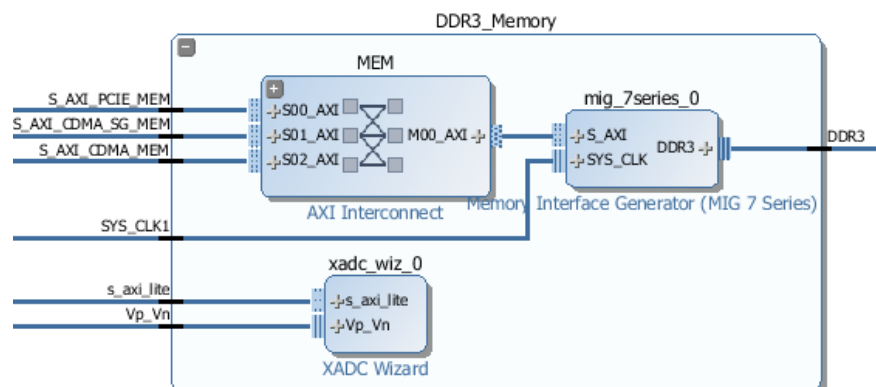 DDR3_Memory
MEM
S_AXI_PCIE_MEM
S00_AXI
S_AXI_CDMA_SG_MEM
S01_AXI
M00_AXI
S_AXI_CDMA_MEM
S02_AXI
AXI Interconnect
mig_7series_0
S_AXI
SYS_CLK
DDR3
Memory Interface Generator (MIG 7 Series)
DDR3
SYS_CLK1
xadc_wiz_0
s_axi_lite
s_axi_lite
Vp_Vn
Vp_Vn
XADC Wizard